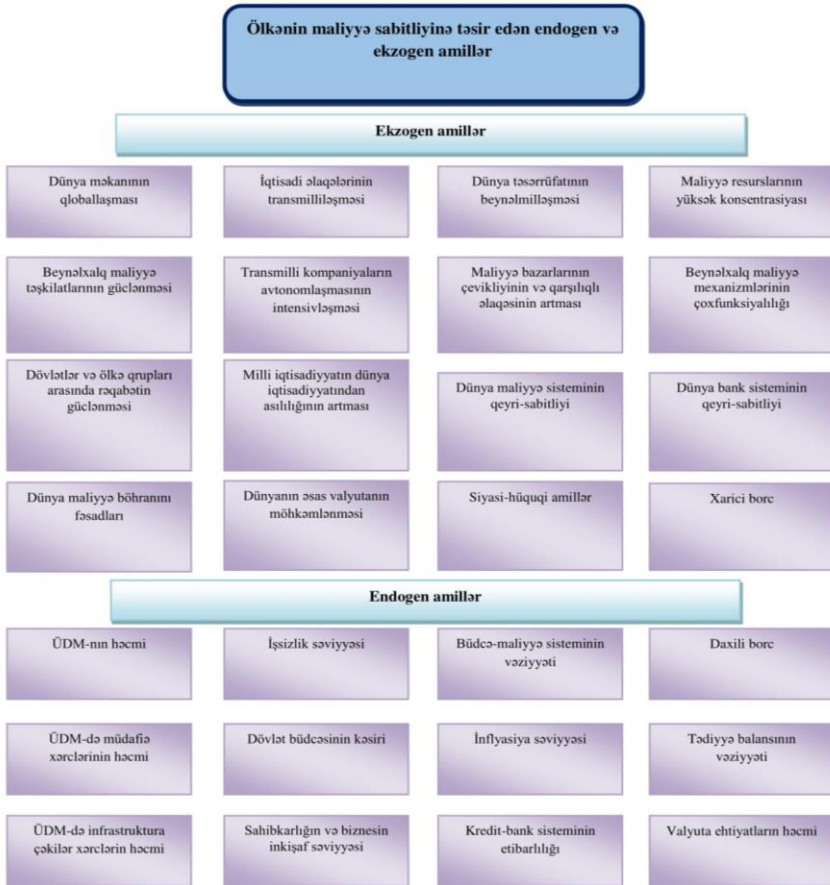 Ölkənin maliyyə sabitliyinə təsir edən endogen və
ekzogen amillər
Ekzogen amillər
Dünya məkanının
qloballaşması
İqtisadi əlaqələrinin
transmilliləşməsi
Dünya təsərrüfatının
beynəlmilləşməsi
Maliyyə resurslarının
yüksək konsentrasiyası
Beynəlxalq maliyyə
təşkilatlarının güclənməsi
Transmilli kompaniyaların
avtonomlaşmasının
intensivləşməsi
Maliyyə bazarlarının
çevikliyinin və qarşılıqlı
əlaqəsinin artması
Beynəlxalq maliyyə
mexanizmlərinin
çoxfunksiyalılığı
Dövlətlər və ölkə qrupları
arasında rəqabətin
güclənməsi
Milli iqtisadiyyatın dünya
iqtisadiyyatından
asılılığının artması
Dünya maliyyə sisteminin
qeyri-sabitliyi
Dünya bank sisteminin
qeyri-sabitliyi
Dünya maliyyə böhranını
fəsadları
Dünyanın əsas valyutanın
möhkəmlənməsi
Siyasi-hüquqi amillər
Xarici borc
Endogen amillər
ÜDM-nın həcmi
İşsizlik səviyyəsi
Büdcə-maliyyə sisteminin
vəziyyəti
Daxili borc
ÜDM-də müdafiə
xərclərinin həcmi
Dövlət büdcəsinin kəsiri
İnflyasiya səviyyəsi
Tədiyyə balansının
vəziyyəti
ÜDM-də infrastruktura
çəkilər xərclərin həcmi
Sahibkarlığın və biznesin
inkişaf səviyyəsi
Kredit-bank sisteminin
etibarlılığı
Valyuta ehtiyatların həcmi